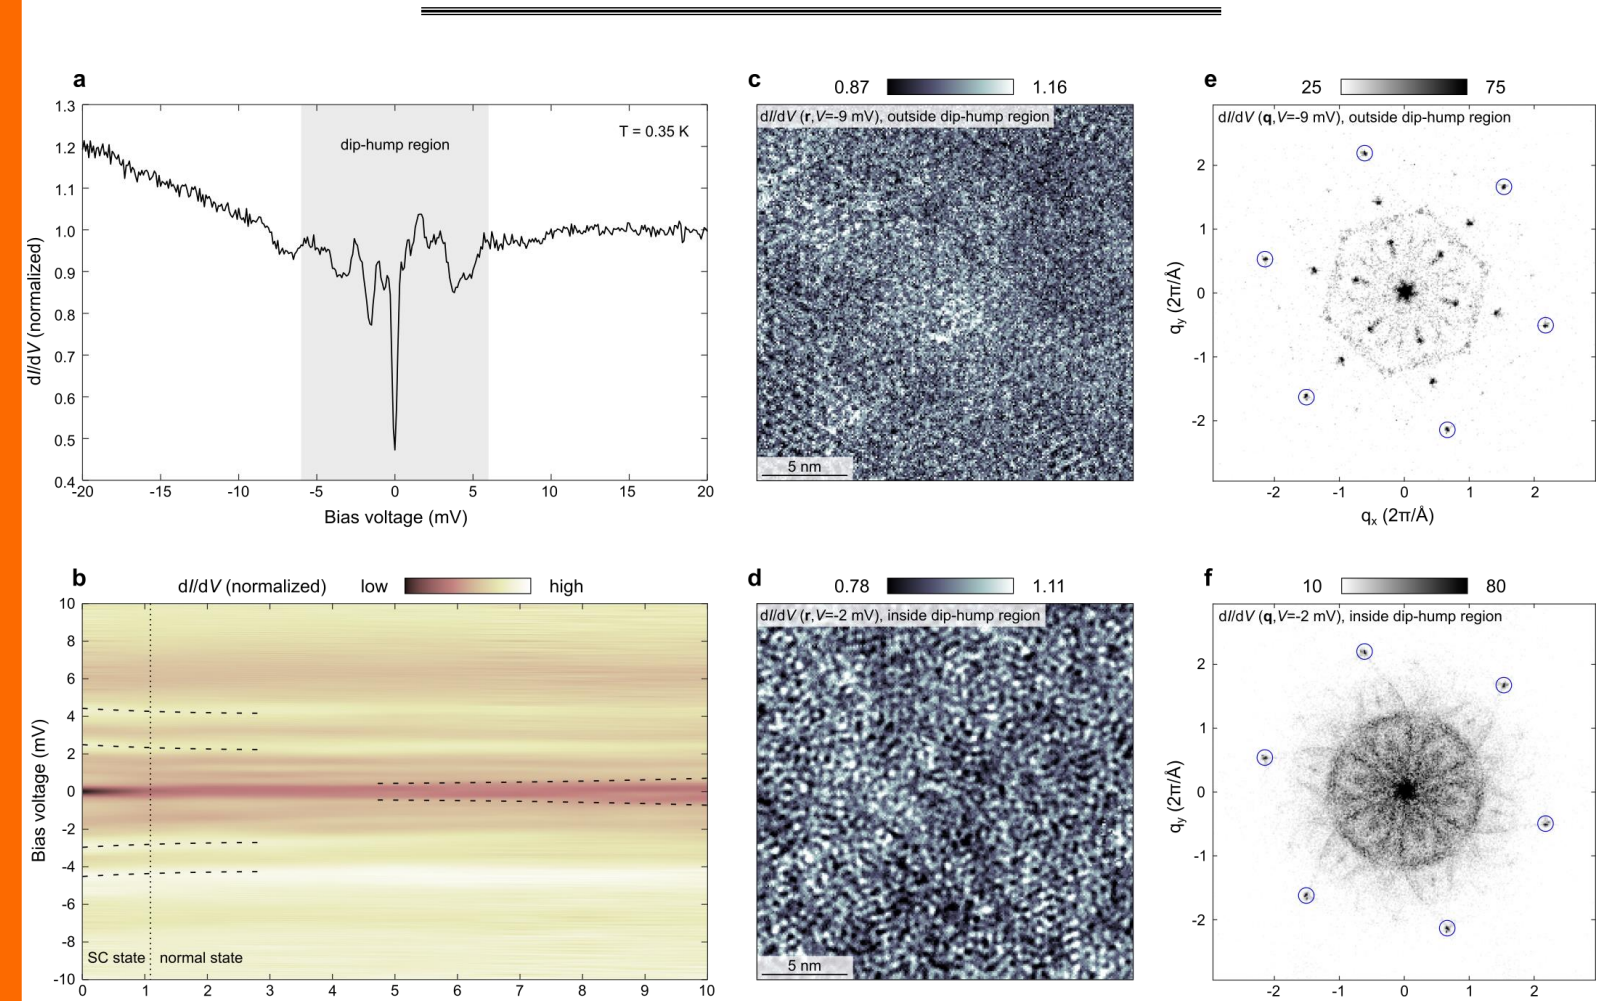 a
1.3
1.2
1.1
1.0
0.9
0.8
0.7
0.6
0.5
0.4
dI/dV (normalized)
dip-hump region
T = 0.35 K
-20 -15 -10 -5 0 5 10 15 20
Bias voltage (mV)
b
dI/dV (normalized) low high
10
8
6
4
2
0
-2
-4
-6
-8
-10
Bias voltage (mV)
SC state normal state
0 1 2 3 4 5 6 7 8 9 10
c
0.87 1.16
dI/dV (r,V=-9 mV), outside dip-hump region
5 nm
d
0.78 1.11
dI/dV (r,V=-2 mV), inside dip-hump region
5 nm
e
25 75
dI/dV (q,V=-9 mV), outside dip-hump region
2
1
0
-1
-2
qy (2π/Å)
-2 -1 0 1 2
qx (2π/Å)
f
10 80
dI/dV (q,V=-2 mV), inside dip-hump region
2
1
0
-1
-2
qy (2π/Å)
-2 -1 0 1 2